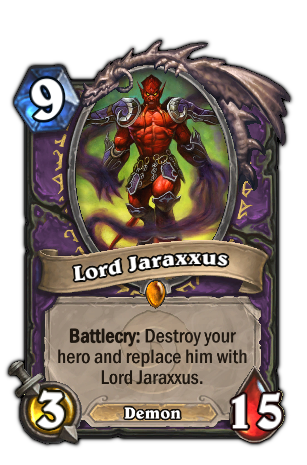 9
Lord Jaraxxus
Battlecry: Destroy your
hero and replace him with
Lord Jaraxxus.
3
Demon
15